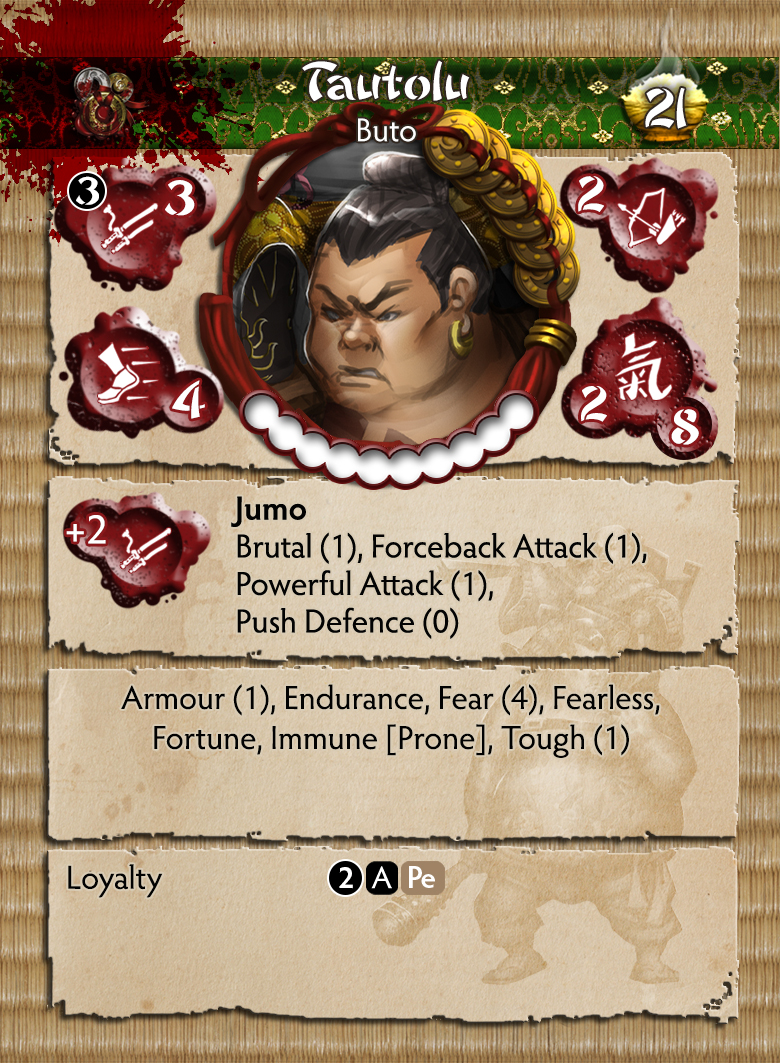 Tautolu
21
Buto
3 3
2
4
氣
2 8
+2
Jumo
Brutal (1), Forceback Attack (1),
Powerful Attack (1),
Push Defence (0)
Armour (1), Endurance, Fear (4), Fearless,
Fortune, Immune [Prone], Tough (1)
Loyalty 2 A Pe